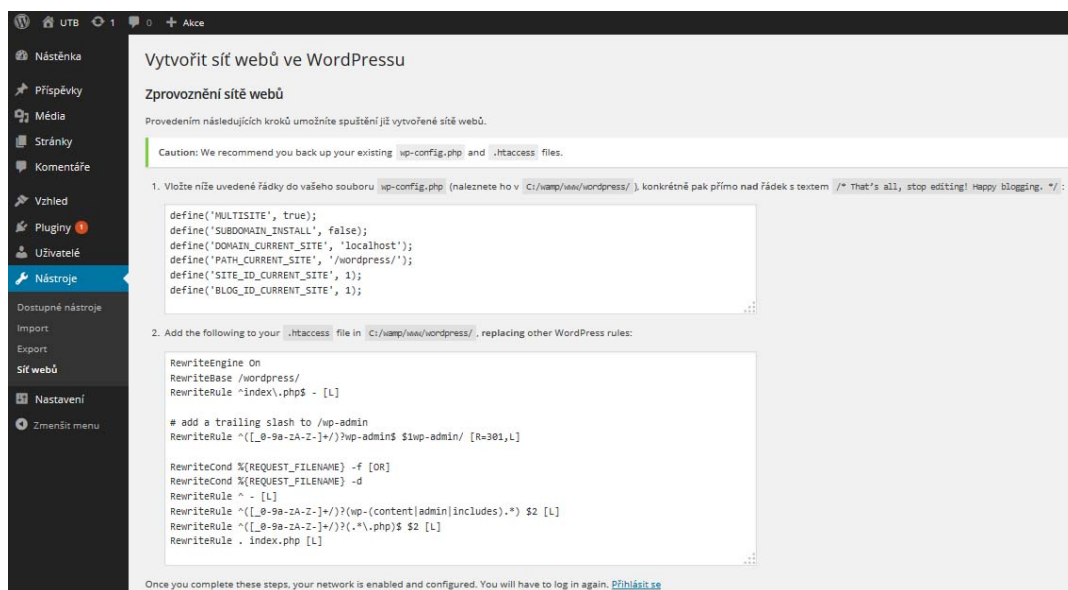 UTB 1 0 + Akce
Nástěnka
Příspěvky
Média
Stránky
Komentáře
Vzhled
Pluginy 1
Uživatelé
Nástroje
Dostupné nástroje
Import
Export
Síť webů
Nastavení
Zmenšit menu
Vytvořit síť webů ve WordPressu
Zprovoznění sítě webů
Provedením následujících kroků umožníte spuštění již vytvořené sítě webů.
Caution: We recommend you back up your existing wp-config.php and .htaccess files.
1. Vložte níže uvedené řádky do vašeho souboru wp-config.php (naleznete ho v C:/wamp/www/wordpress/ ), konkrétně pak přímo nad řádek s textem /* That's all, stop editing! Happy blogging. */ :
define('MULTISITE', true);
define('SUBDOMAIN_INSTALL', false);
define('DOMAIN_CURRENT_SITE', 'localhost');
define('PATH_CURRENT_SITE', '/wordpress/');
define('SITE_ID_CURRENT_SITE', 1);
define('BLOG_ID_CURRENT_SITE', 1);
2. Add the following to your .htaccess file in C:/wamp/www/wordpress/ , replacing other WordPress rules:
RewriteEngine On
RewriteBase /wordpress/
RewriteRule ^index\.php$ - [L]
# add a trailing slash to /wp-admin
RewriteRule ^([_0-9a-zA-Z-]+/)?wp-admin$ $1wp-admin/ [R=301,L]
RewriteCond %{REQUEST_FILENAME} -f [OR]
RewriteCond %{REQUEST_FILENAME} -d
RewriteRule ^ - [L]
RewriteRule ^([_0-9a-zA-Z-]+/)?(wp-(content|admin|includes).*) $2 [L]
RewriteRule ^([_0-9a-zA-Z-]+/)?(.*\.php)$ $2 [L]
RewriteRule . index.php [L]
Once you complete these steps, your network is enabled and configured. You will have to log in again. Přihlásit se